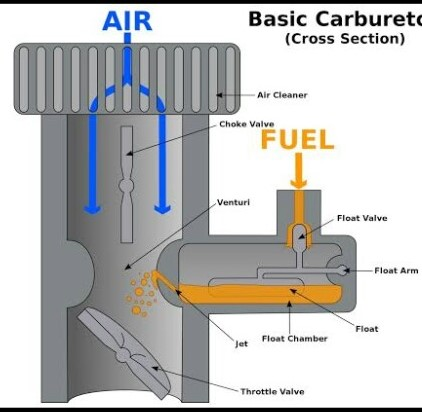 AIR
Basic Carbureto
(Cross Section)
Air Cleaner
Choke Valve
FUEL
Venturi
Float Valve
Float Arm
Float
Float Chamber
Jet
Throttle Valve